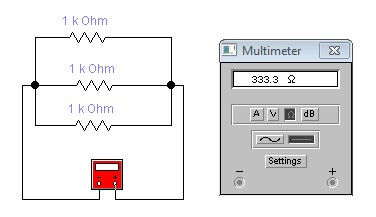 1 k Ohm
1 k Ohm
1 k Ohm
Multimeter
333.3 Ω
A V Ω dB
Settings
− +